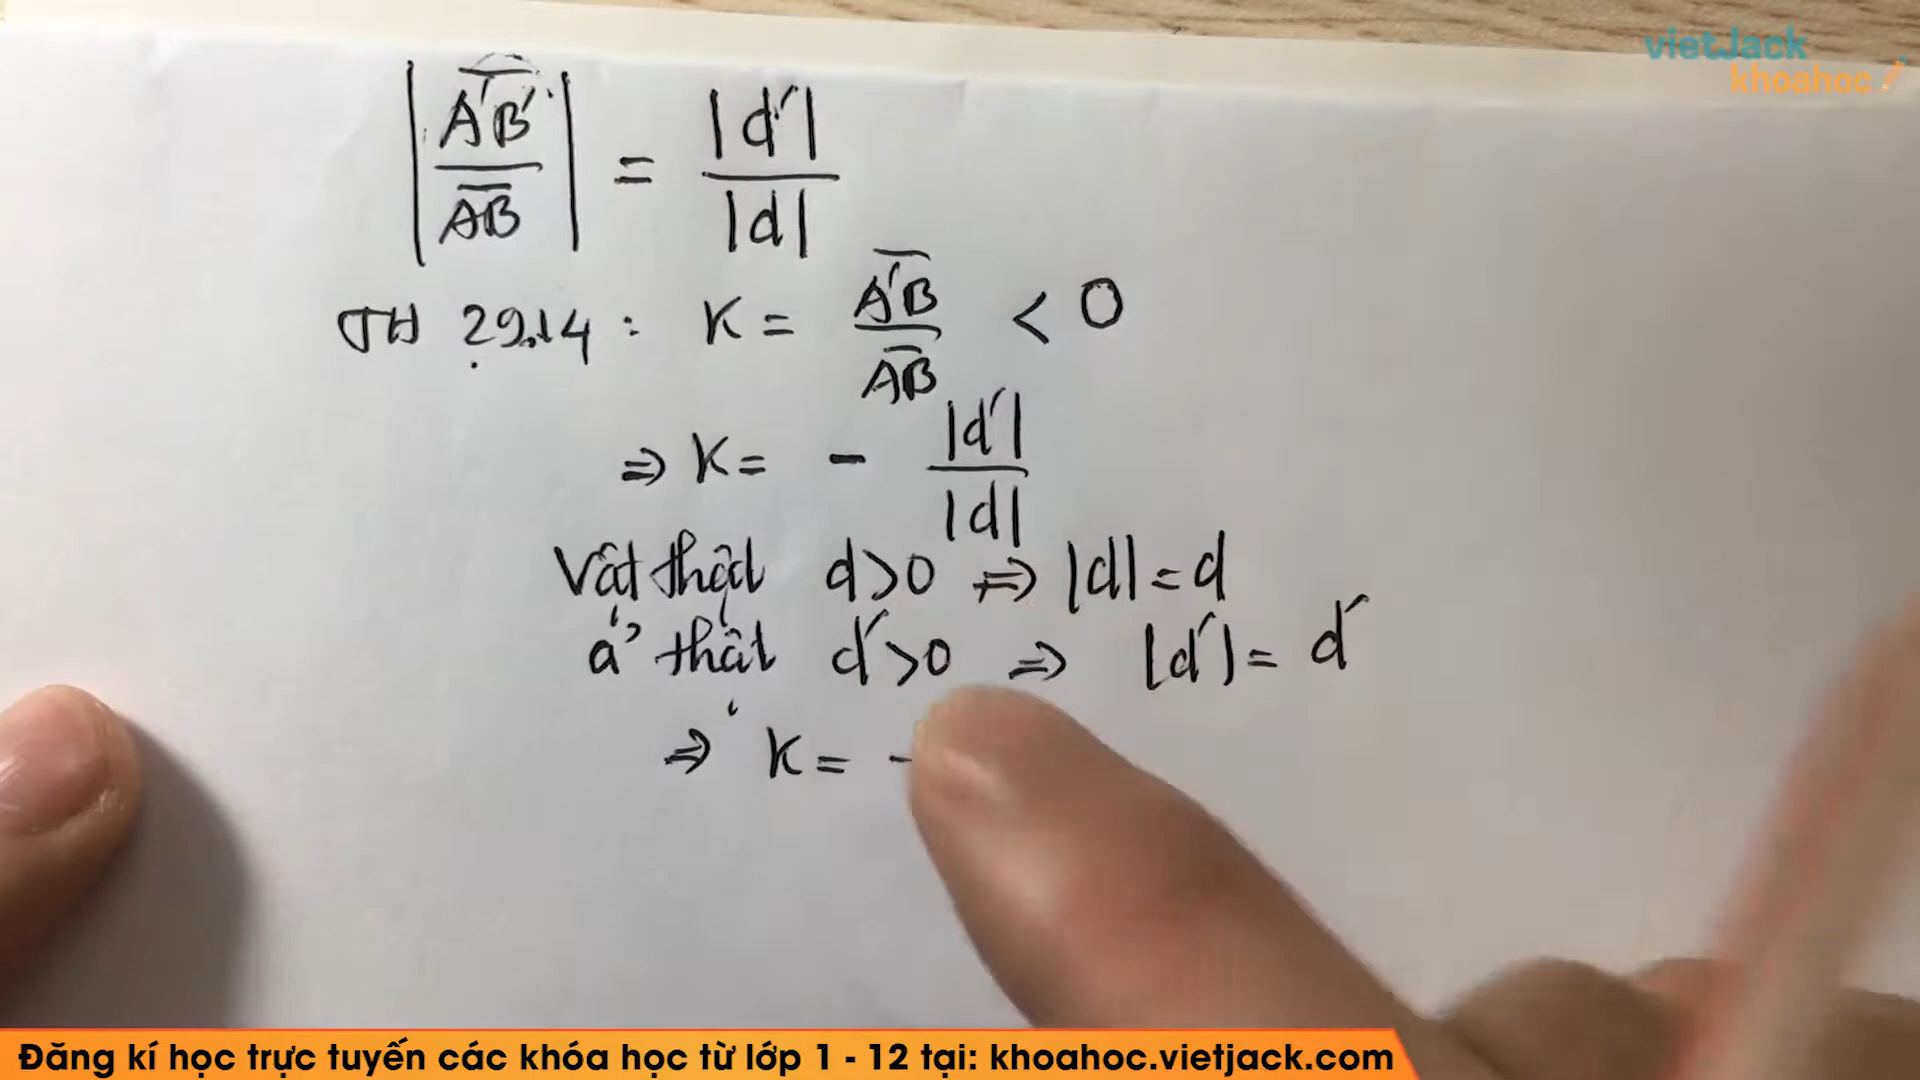 vietJack
khoahoc
|A'B'/AB| = |d'|/|d|
TH 29.14 : K = A'B/AB < 0
⇒ K = - |d'|/|d|
Vật thật d>0 ⇒ |d| = d
ả thật d'>0 ⇒ |d'| = d'
⇒ K = -
Đăng kí học trực tuyến các khóa học từ lớp 1 - 12 tại: khoahoc.vietjack.com